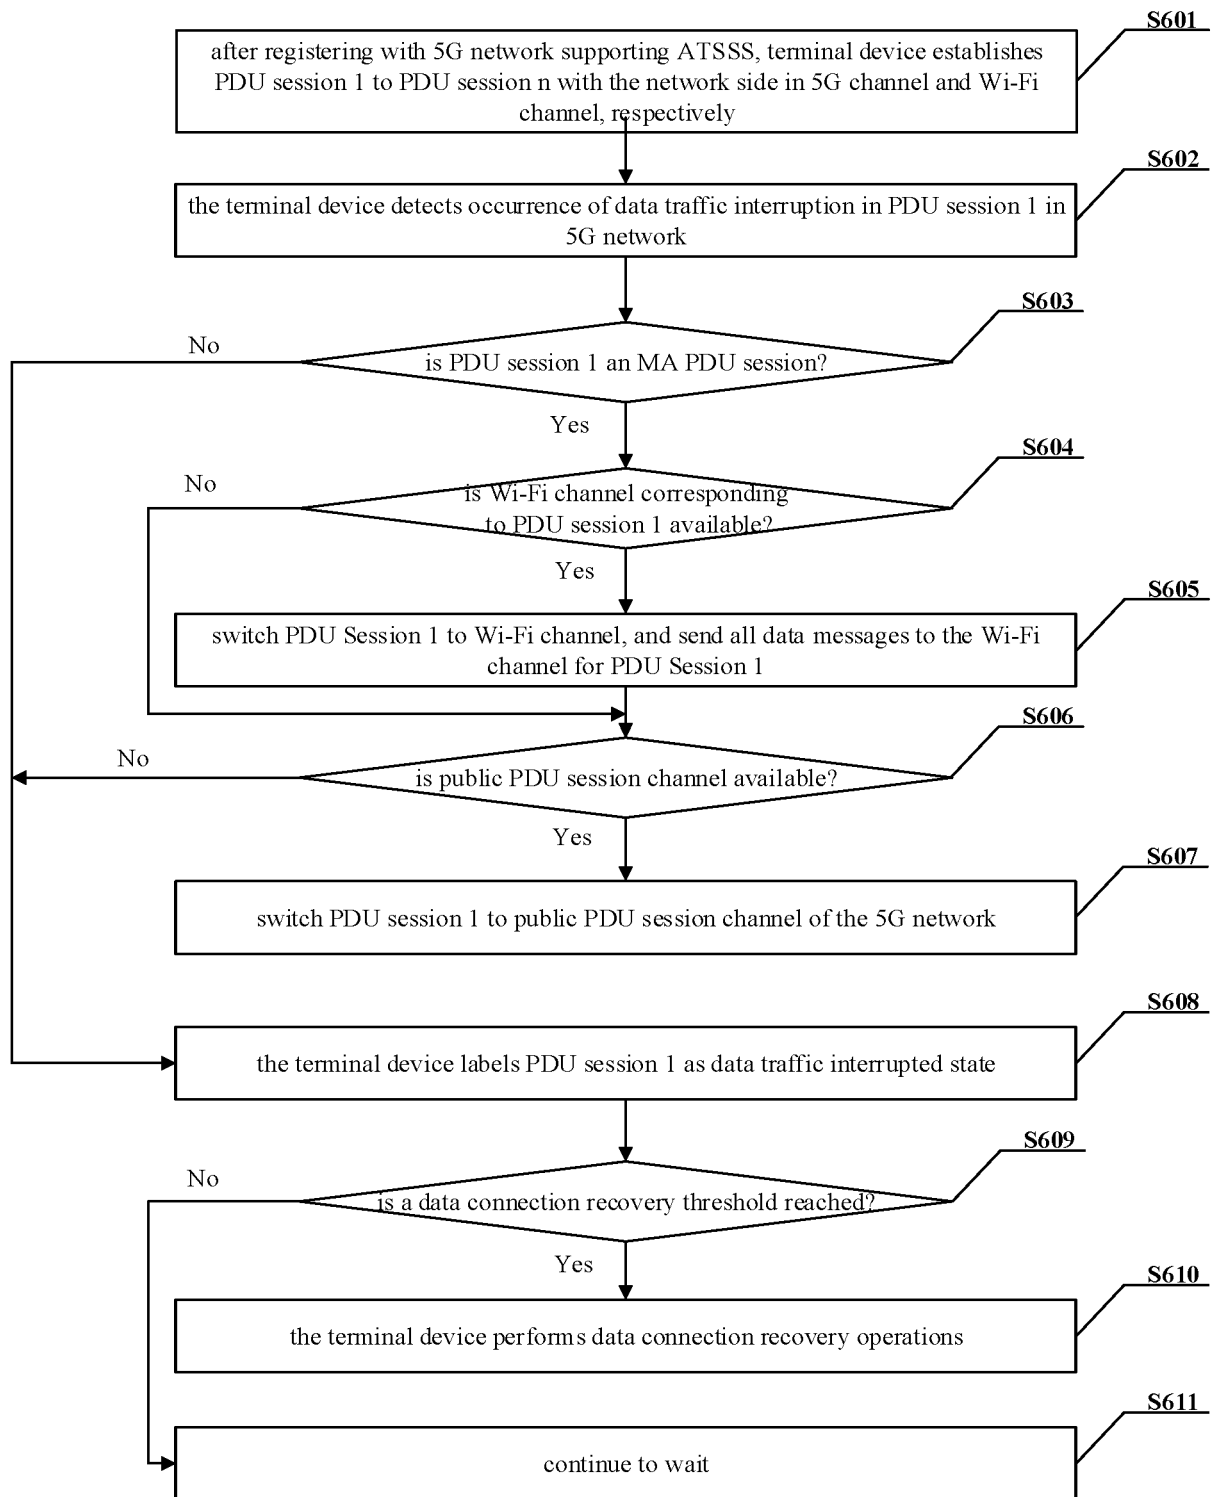 S601
after registering with 5G network supporting ATSSS, terminal device establishes
PDU session 1 to PDU session n with the network side in 5G channel and Wi-Fi
channel, respectively
S602
the terminal device detects occurrence of data traffic interruption in PDU session 1 in
5G network
S603
No
is PDU session 1 an MA PDU session?
Yes
S604
No
is Wi-Fi channel corresponding
to PDU session 1 available?
Yes
S605
switch PDU Session 1 to Wi-Fi channel, and send all data messages to the Wi-Fi
channel for PDU Session 1
S606
No
is public PDU session channel available?
Yes
S607
switch PDU session 1 to public PDU session channel of the 5G network
S608
the terminal device labels PDU session 1 as data traffic interrupted state
S609
No
is a data connection recovery threshold reached?
Yes
S610
the terminal device performs data connection recovery operations
S611
continue to wait